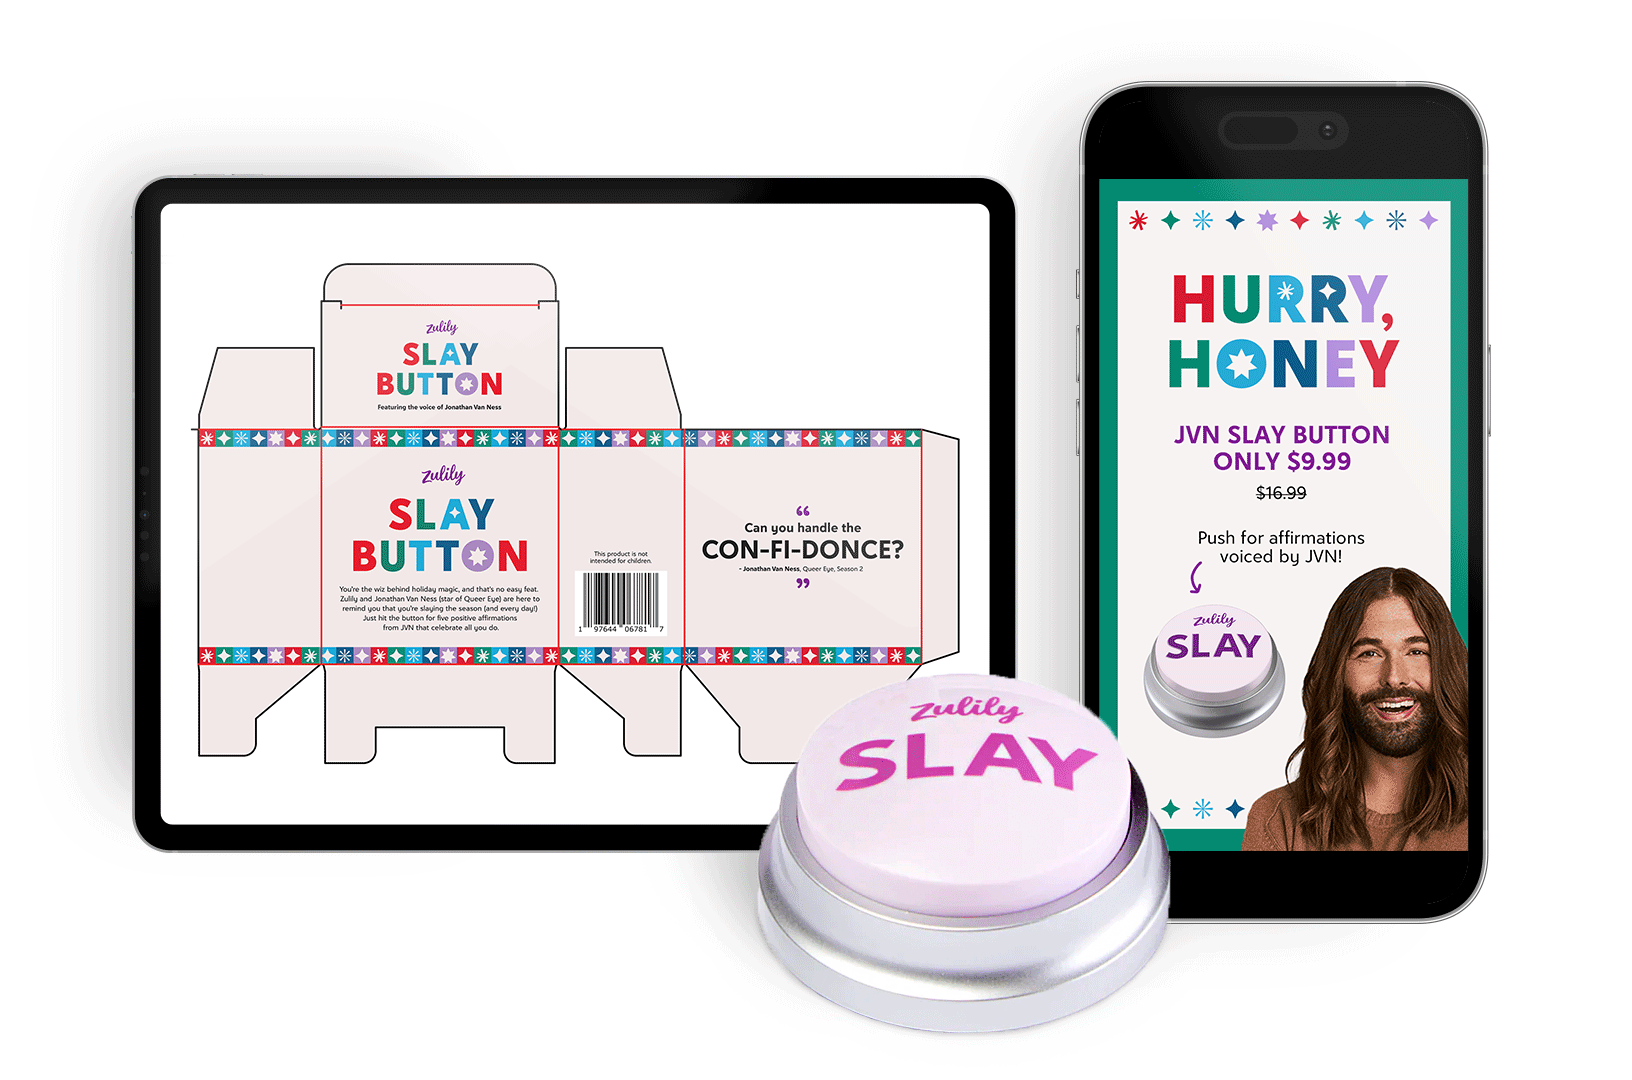 zulily
SLAY
BUTTON
Featuring the voice of Jonathan Van Ness
zulily
SLAY
BUTTON
You're the wiz behind holiday magic, and that's no easy feat.
Zulily and Jonathan Van Ness (star of Queer Eye) are here to
remind you that you're slaying the season (and every day!)
Just hit the button for five positive affirmations
from JVN that celebrate all you do.
This product is not
intended for children.
1 97644 06781 7
“
Can you handle the
CON-FI-DONCE?
- Jonathan Van Ness, Queer Eye, Season 2
”
zulily
SLAY
HURRY,
HONEY
JVN SLAY BUTTON
ONLY $9.99
$16.99
Push for affirmations
voiced by JVN!
zulily
SLAY